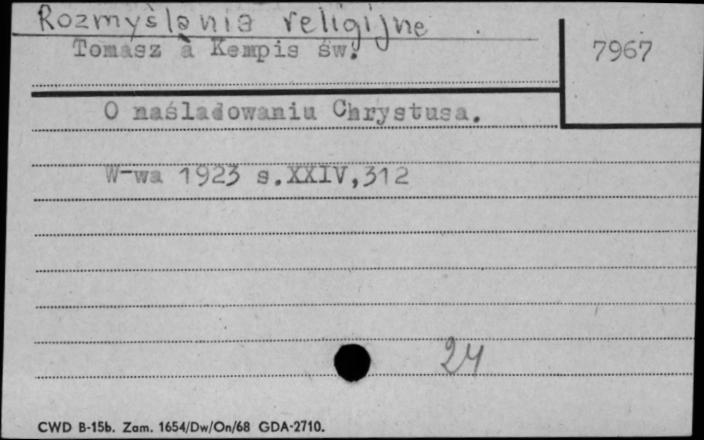 Rozmyślania religijne
Tomasz à Kempis św.
7967
O naśladowaniu Chrystusa.
W-wa 1923 s.XXIV,312
24
CWD B-15b. Zam. 1654/Dw/On/68 GDA-2710.